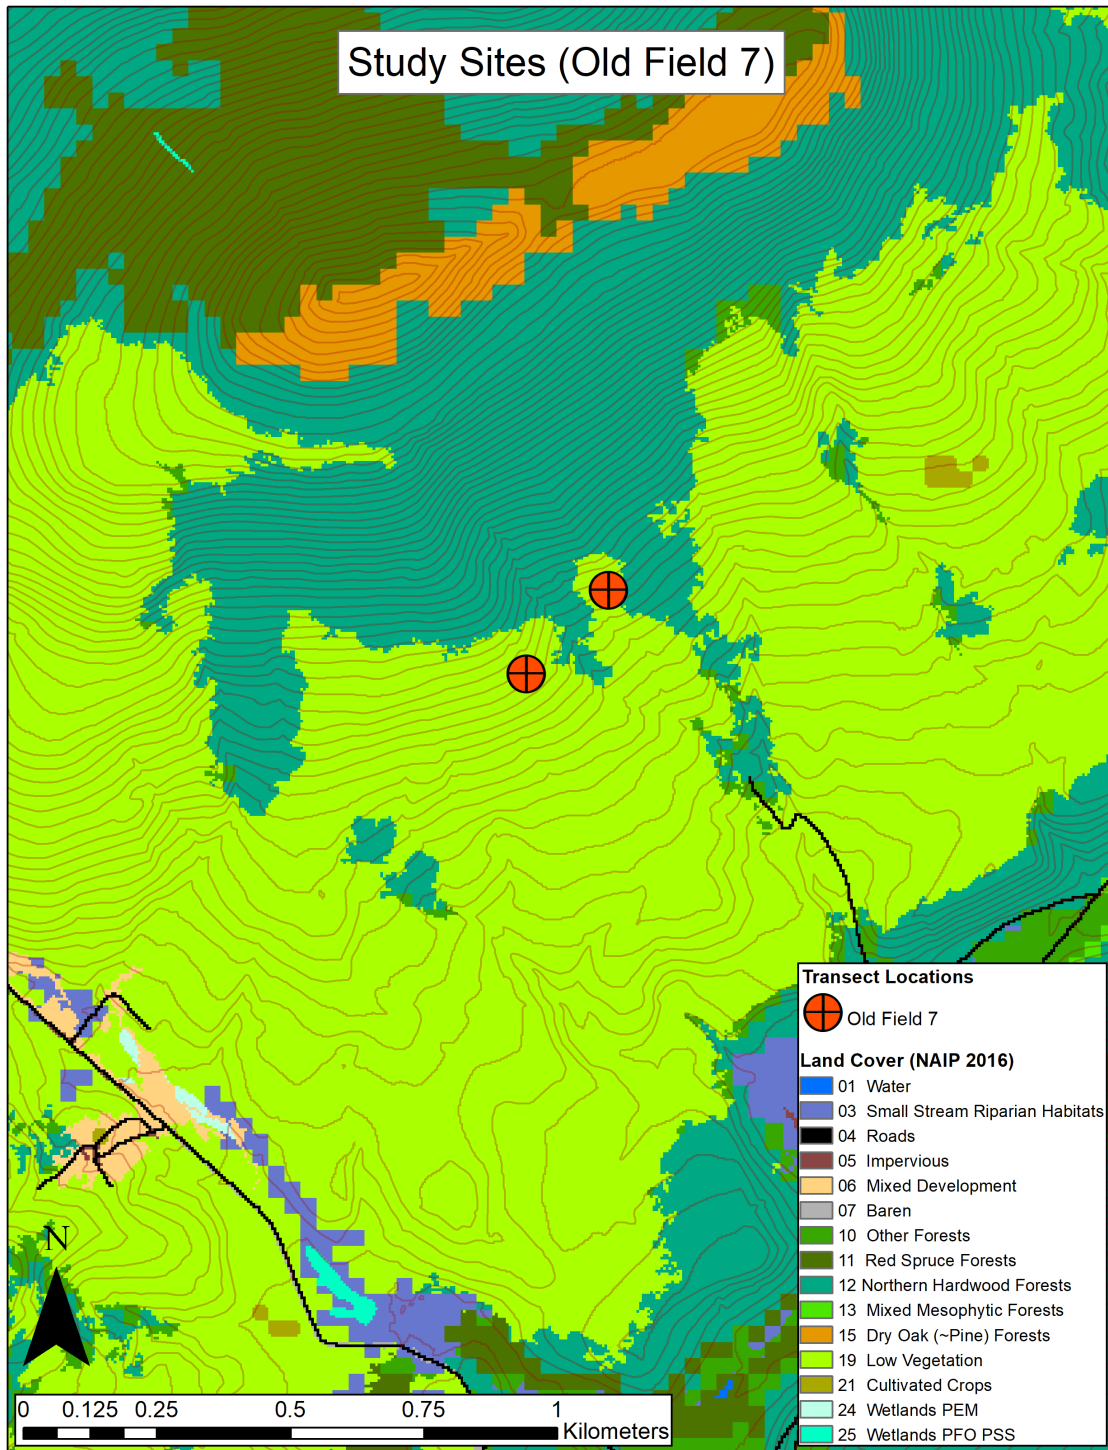 Study Sites (Old Field 7)
Transect Locations
Old Field 7
Land Cover (NAIP 2016)
01 Water
03 Small Stream Riparian Habitats
04 Roads
05 Impervious
06 Mixed Development
07 Baren
10 Other Forests
11 Red Spruce Forests
12 Northern Hardwood Forests
13 Mixed Mesophytic Forests
15 Dry Oak (~Pine) Forests
19 Low Vegetation
21 Cultivated Crops
24 Wetlands PEM
25 Wetlands PFO PSS
N
0 0.125 0.25 0.5 0.75 1
Kilometers